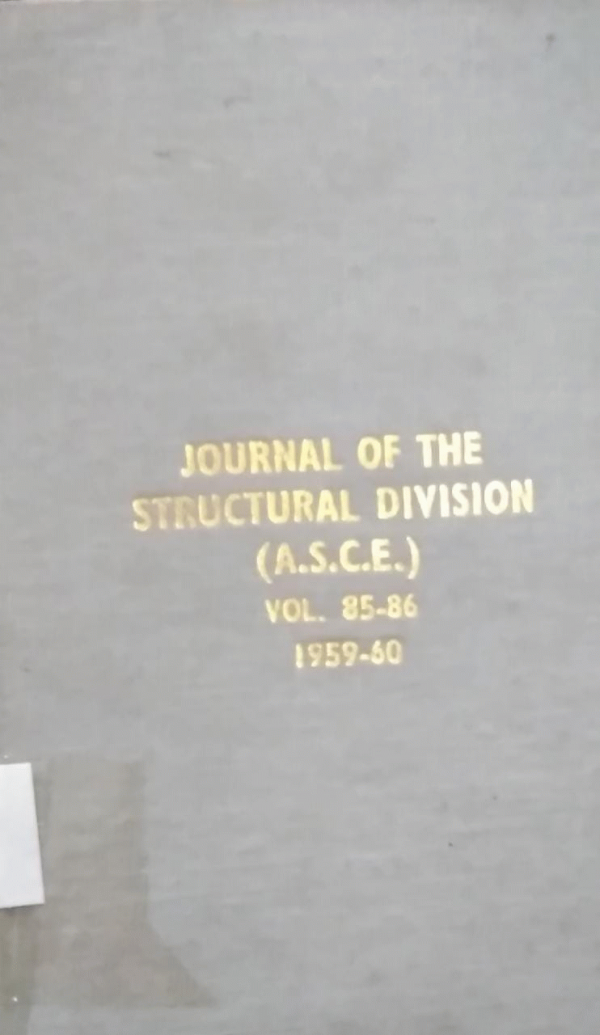 JOURNAL OF THE
STRUCTURAL DIVISION
(A.S.C.E.)
VOL. 85-86
1959-60